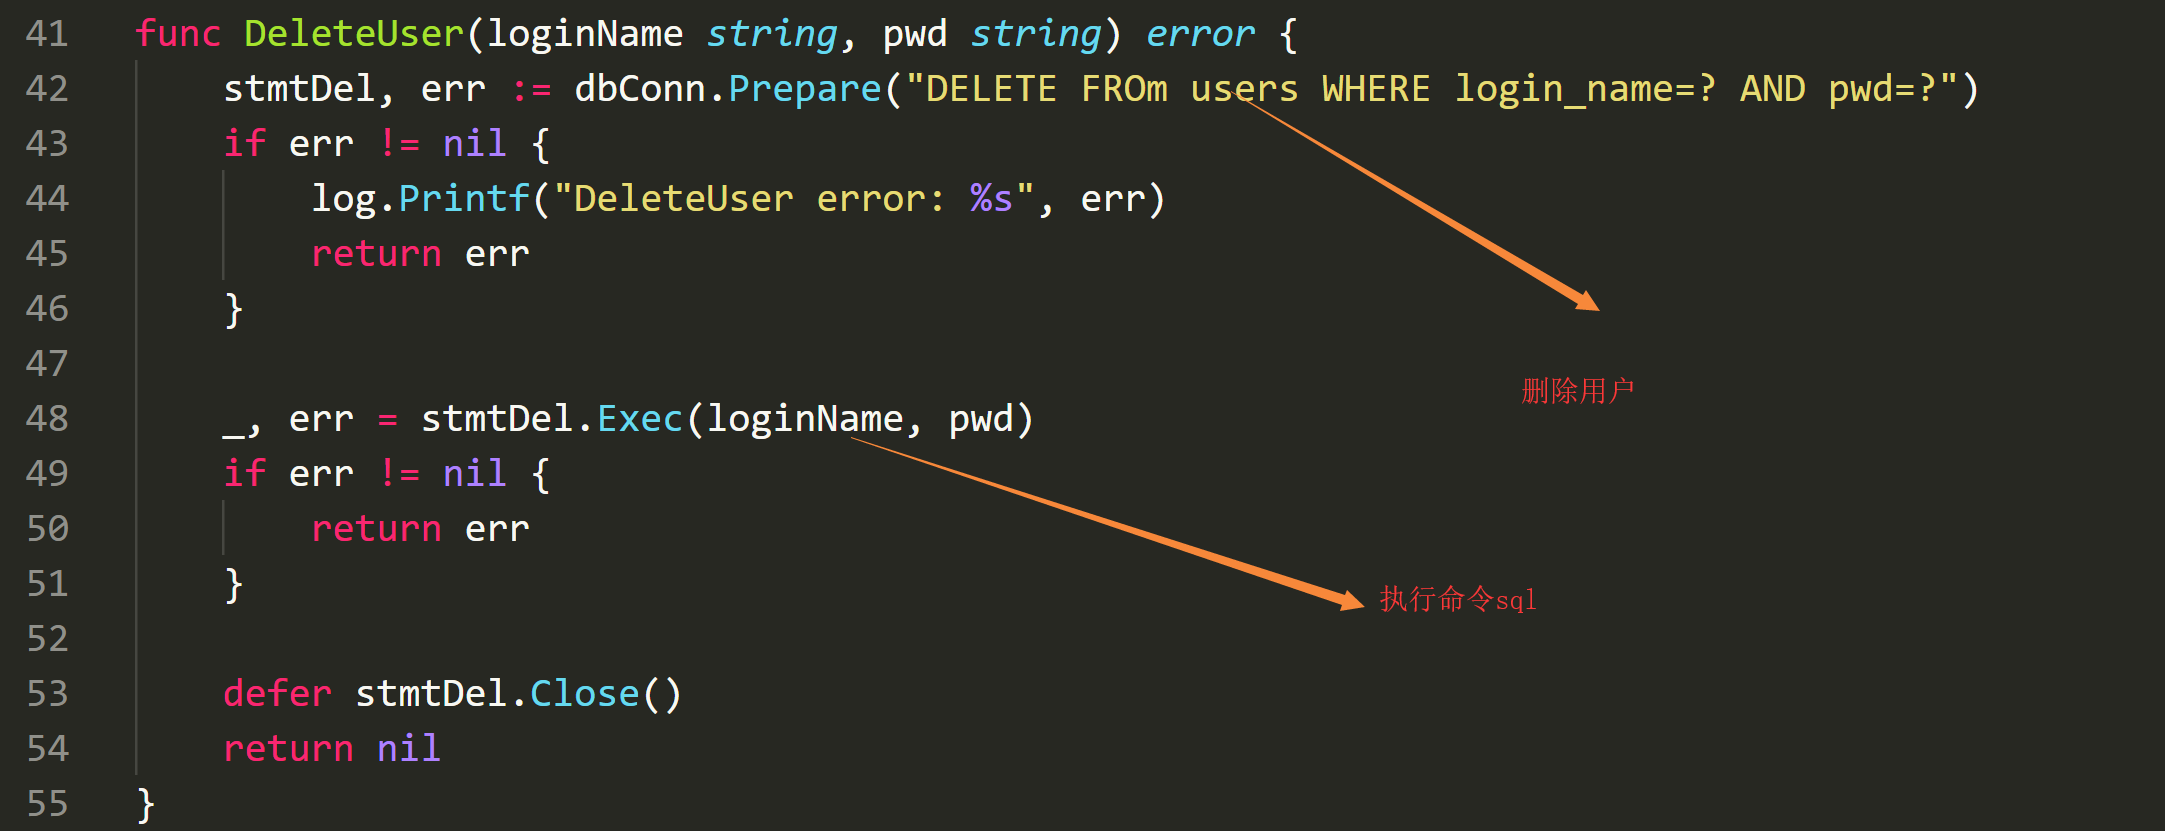 41 func DeleteUser(loginName string, pwd string) error {
42 stmtDel, err := dbConn.Prepare("DELETE FROm users WHERE login_name=? AND pwd=?")
43 if err != nil {
44 log.Printf("DeleteUser error: %s", err)
45 return err
46 }
47
删除用户
48 _, err = stmtDel.Exec(loginName, pwd)
49 if err != nil {
50 return err
51 }
执行命令sql
52
53 defer stmtDel.Close()
54 return nil
55 }